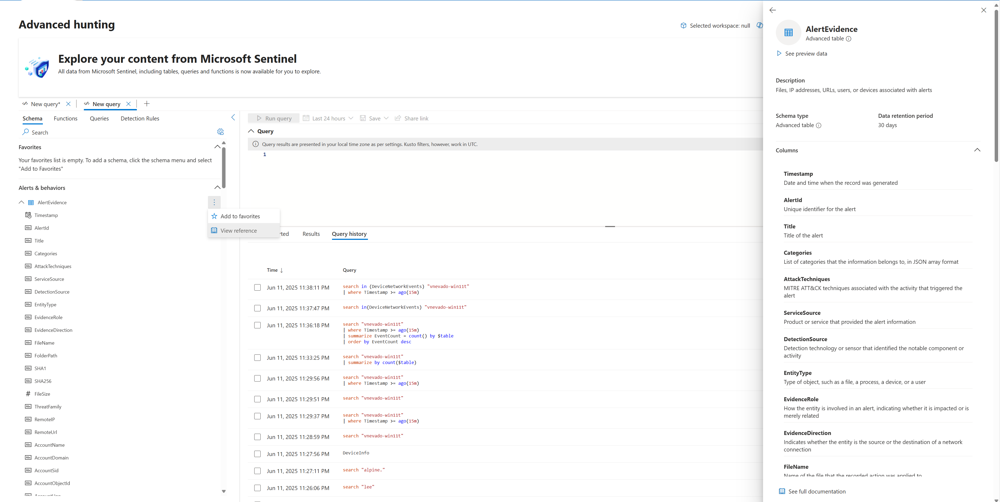 Advanced hunting
Selected workspace: null
Explore your content from Microsoft Sentinel
All data from Microsoft Sentinel, including tables, queries and functions is now available for you to explore.
New query*
New query
Schema
Functions
Queries
Detection Rules
Search
Favorites
Your favorites list is empty. To add a schema, click the schema menu and select
"Add to Favorites"
Alerts & behaviors
AlertEvidence
Timestamp
AlertId
Title
Categories
AttackTechniques
ServiceSource
DetectionSource
EntityType
EvidenceRole
EvidenceDirection
FileName
FolderPath
SHA1
SHA256
FileSize
ThreatFamily
RemoteIP
RemoteUrl
AccountName
AccountDomain
AccountSid
AccountObjectId
Add to favorites
View reference
Run query
Last 24 hours
Save
Share link
Query
Query results are presented in your local time zone as per settings. Kusto filters, however, work in UTC.
1
rted
Results
Query history
Time ↓
Query
Jun 11, 2025 11:38:11 PM
search in (DeviceNetworkEvents) "vnevado-win11t"
| where Timestamp >= ago(15m)
Jun 11, 2025 11:37:47 PM
search in(DeviceNetworkEvents) "vnevado-win11t"
Jun 11, 2025 11:36:18 PM
search "vnevado-win11t"
| where Timestamp >= ago(15m)
| summarize EventCount = count() by $table
| order by EventCount desc
Jun 11, 2025 11:33:25 PM
search "vnevado-win11t"
| summarize by count($table)
Jun 11, 2025 11:29:56 PM
search "vnevado-win11t"
| where Timestamp >= ago(15m)
Jun 11, 2025 11:29:51 PM
search "vnevado-win11t"
Jun 11, 2025 11:29:37 PM
search "vnevado-win11t"
| where Timestamp >= ago(15m)
Jun 11, 2025 11:28:59 PM
search "vnevado-win11t"
Jun 11, 2025 11:27:56 PM
DeviceInfo
Jun 11, 2025 11:27:11 PM
search "alpine."
Jun 11, 2025 11:26:06 PM
search "lee"
AlertEvidence
Advanced table
See preview data
Description
Files, IP addresses, URLs, users, or devices associated with alerts
Schema type
Advanced table
Data retention period
30 days
Columns
Timestamp
Date and time when the record was generated
AlertId
Unique identifier for the alert
Title
Title of the alert
Categories
List of categories that the information belongs to, in JSON array format
AttackTechniques
MITRE ATT&CK techniques associated with the activity that triggered the
alert
ServiceSource
Product or service that provided the alert information
DetectionSource
Detection technology or sensor that identified the notable component or
activity
EntityType
Type of object, such as a file, a process, a device, or a user
EvidenceRole
How the entity is involved in an alert, indicating whether it is impacted or is
merely related
EvidenceDirection
Indicates whether the entity is the source or the destination of a network
connection
FileName
Name of the file that the recorded action was applied to
See full documentation